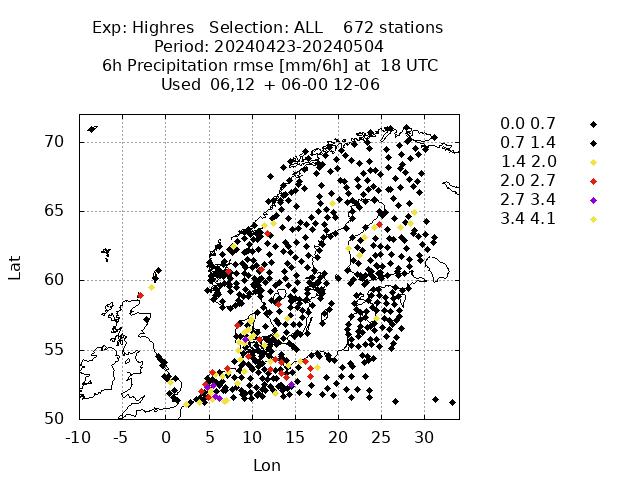 Exp: Highres   Selection: ALL    672 stations
Period: 20240423-20240504
6h Precipitation rmse [mm/6h] at  18 UTC
Used  06,12  + 06-00 12-06
0.0 0.7
0.7 1.4
1.4 2.0
2.0 2.7
2.7 3.4
3.4 4.1
70
65
60
55
50
Lat
-10 -5 0 5 10 15 20 25 30
Lon